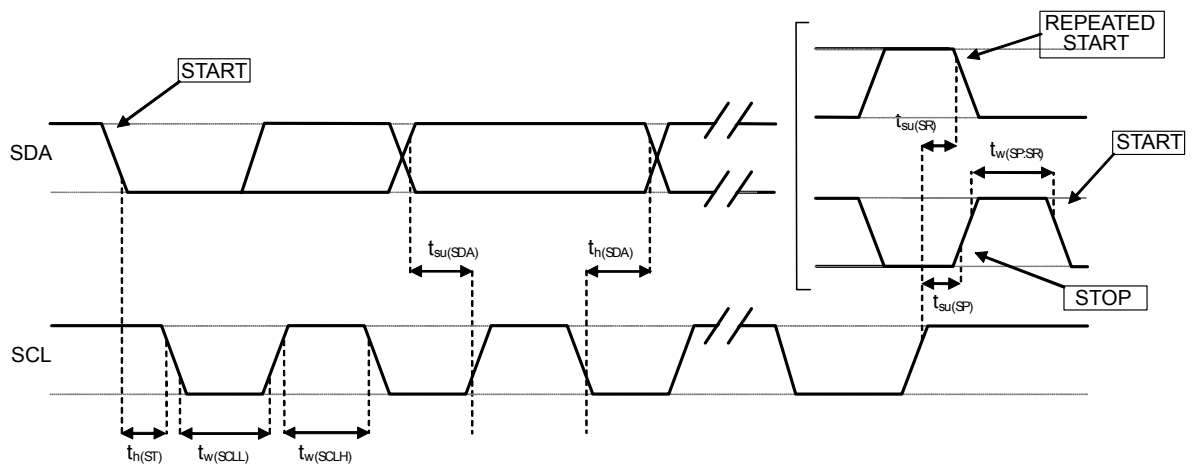 REPEATED
START
START
tsu(SR)
START
SDA
tw(SP:SR)
tsu(SDA)
th(SDA)
tsu(SP)
STOP
SCL
th(ST)
tw(SCLL)
tw(SCLH)